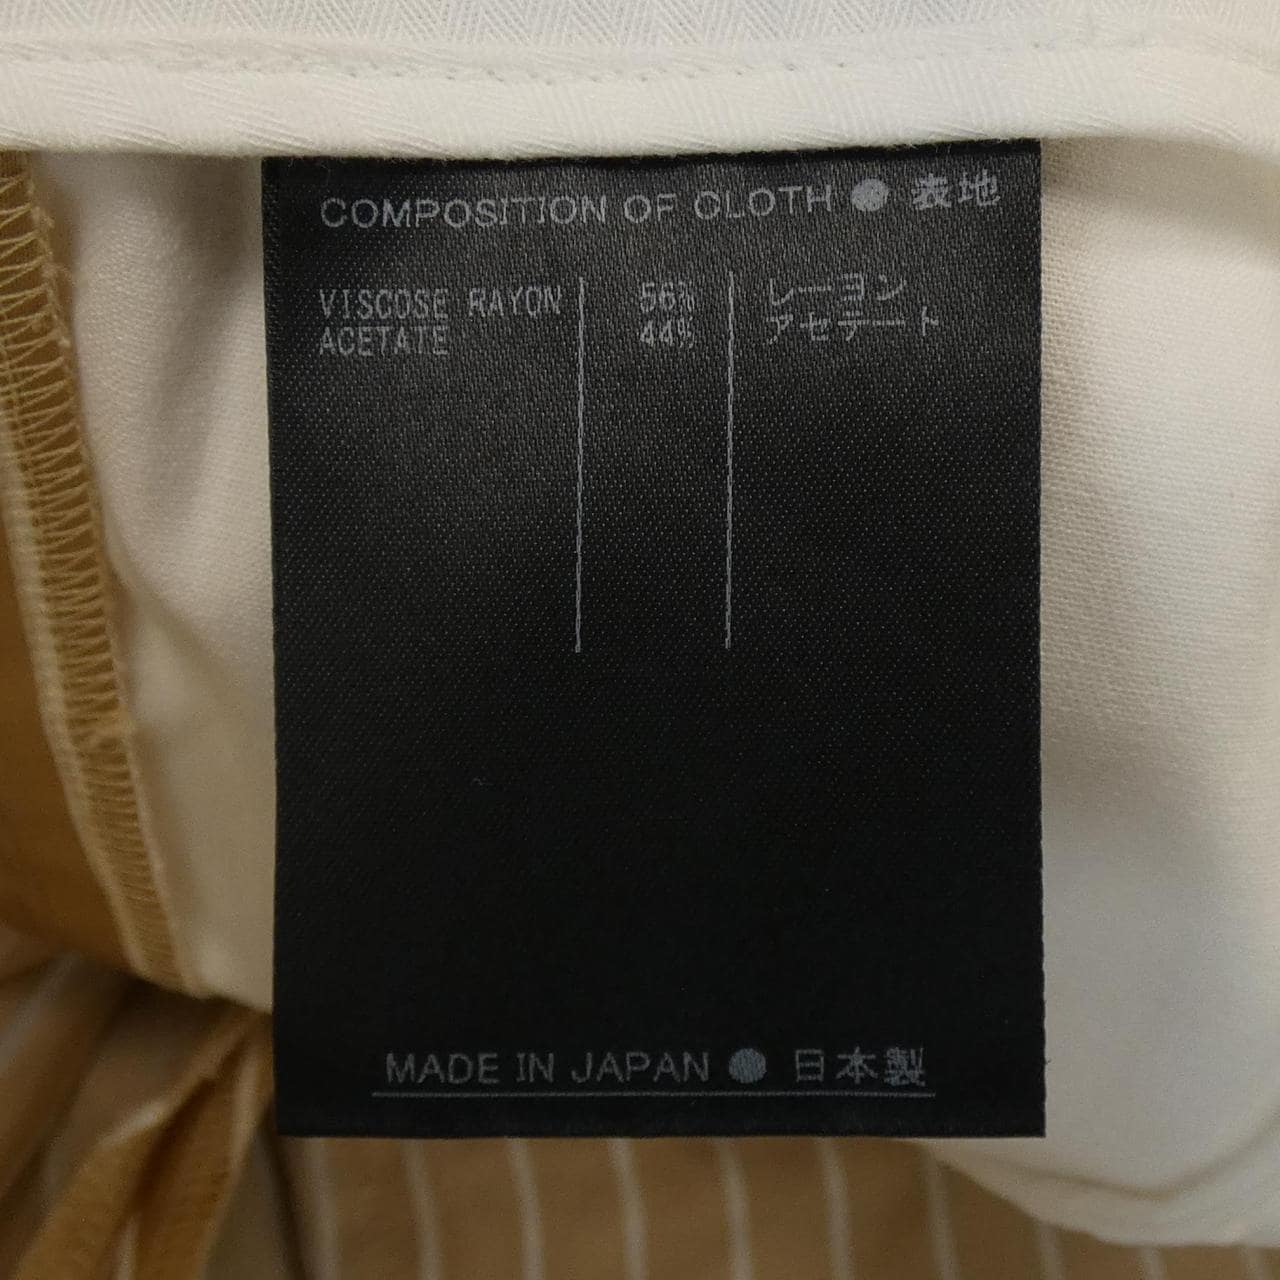 COMPOSITION OF CLOTH ● 表地
VISCOSE RAYON 56% レーヨン
ACETATE 44% アセテート
MADE IN JAPAN ● 日本製